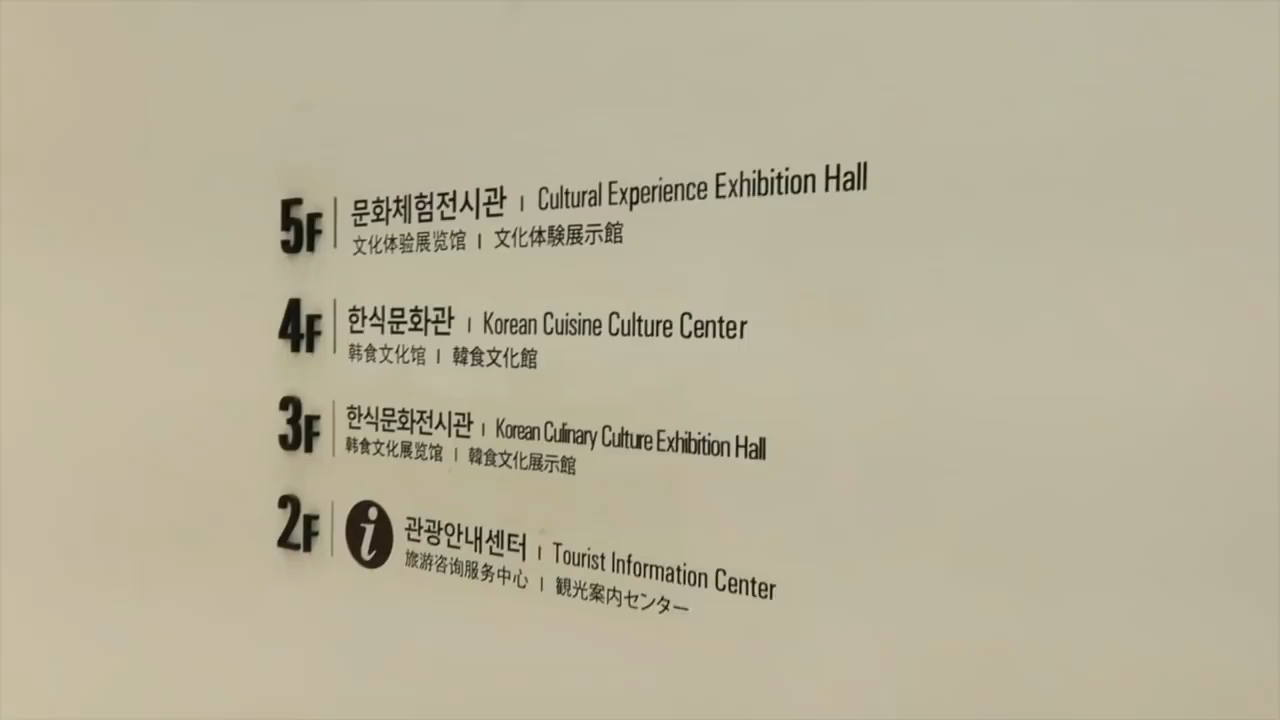 5F | 문화체험전시관 | Cultural Experience Exhibition Hall
文化体验展览馆 | 文化体験展示館
4F | 한식문화관 | Korean Cuisine Culture Center
韩食文化馆 | 韓食文化館
3F | 한식문화전시관 | Korean Culinary Culture Exhibition Hall
韩食文化展览馆 | 韓食文化展示館
2F | i 관광안내센터 | Tourist Information Center
旅游咨询服务中心 | 観光案内センター